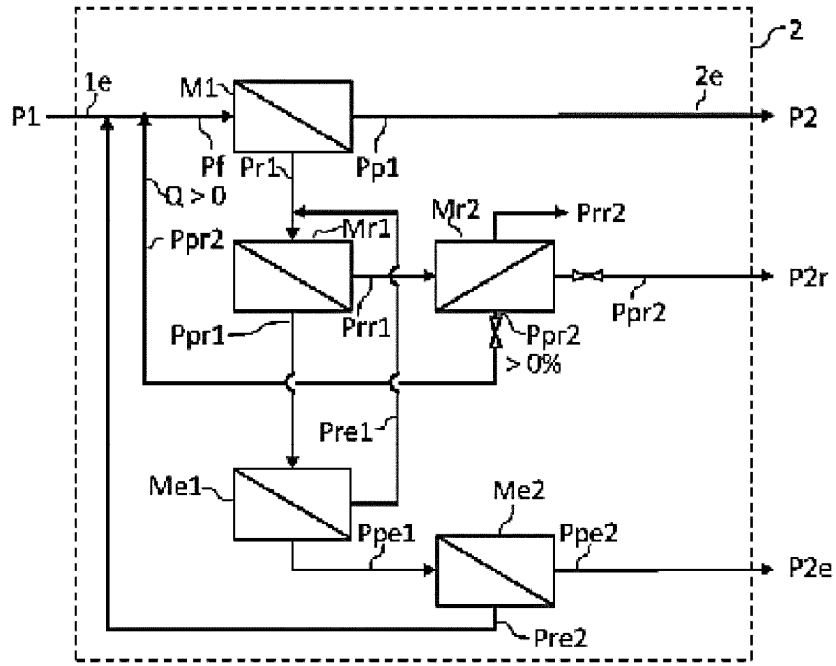 2
1e
M1
2e
P1
P2
Pf
Pr1
Pp1
Q > 0
Mr1
Mr2
Prr2
Ppr2
P2r
Ppr1
Prr1
Ppr2
Ppr2
> 0%
Pre1
Me1
Me2
Ppe1
Ppe2
P2e
Pre2